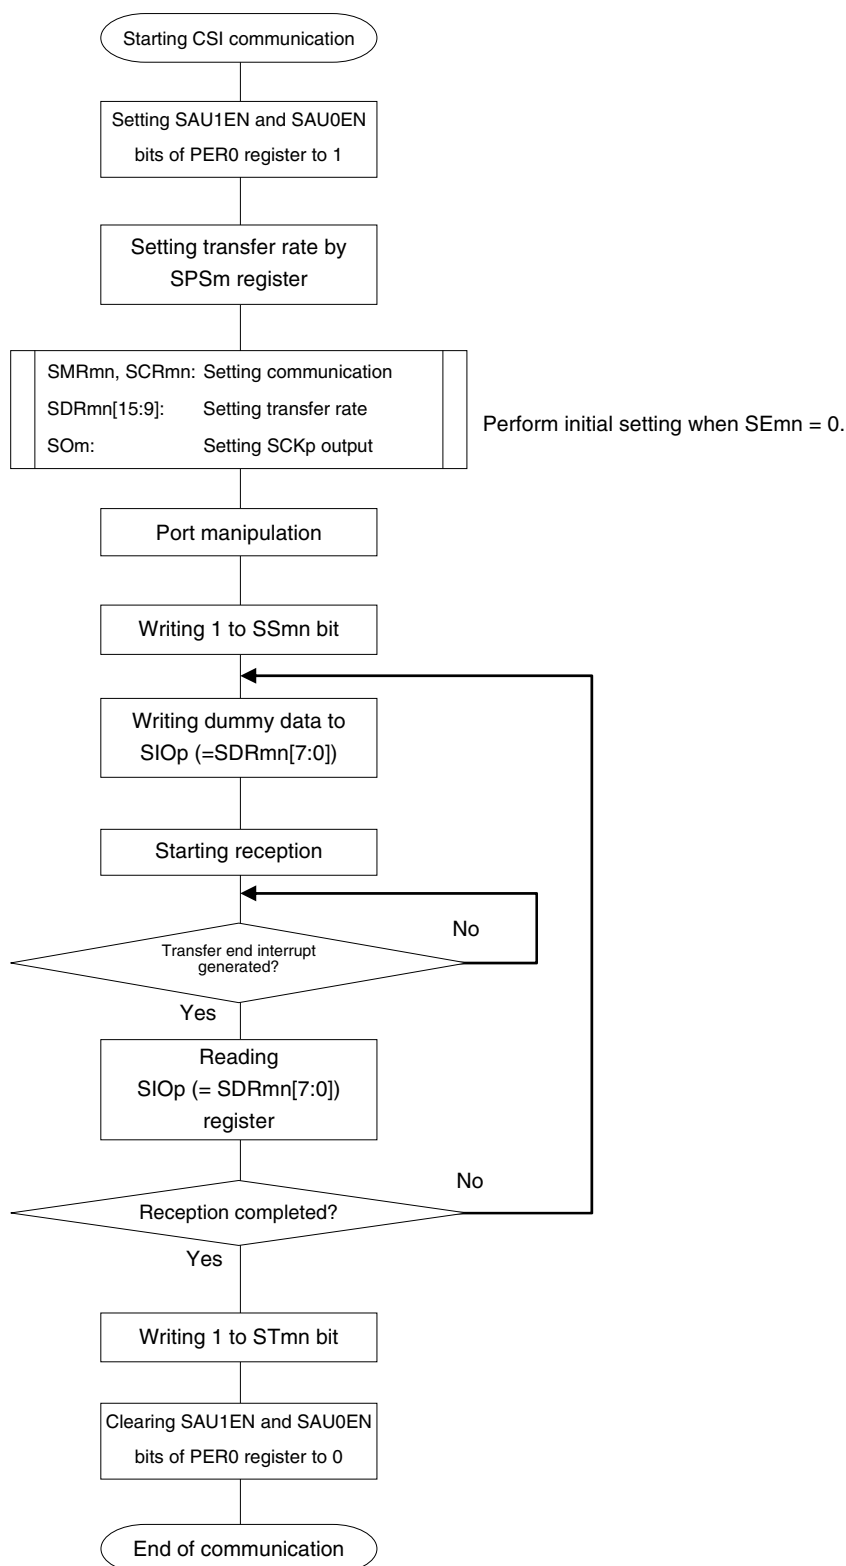 Starting CSI communication
Setting SAU1EN and SAU0EN
bits of PER0 register to 1
Setting transfer rate by
SPSm register
SMRmn, SCRmn: Setting communication
SDRmn[15:9]: Setting transfer rate
SOm: Setting SCKp output
Perform initial setting when SEmn = 0.
Port manipulation
Writing 1 to SSmn bit
Writing dummy data to
SIOp (=SDRmn[7:0])
Starting reception
No
Transfer end interrupt
generated?
Yes
Reading
SIOp (= SDRmn[7:0])
register
No
Reception completed?
Yes
Writing 1 to STmn bit
Clearing SAU1EN and SAU0EN
bits of PER0 register to 0
End of communication